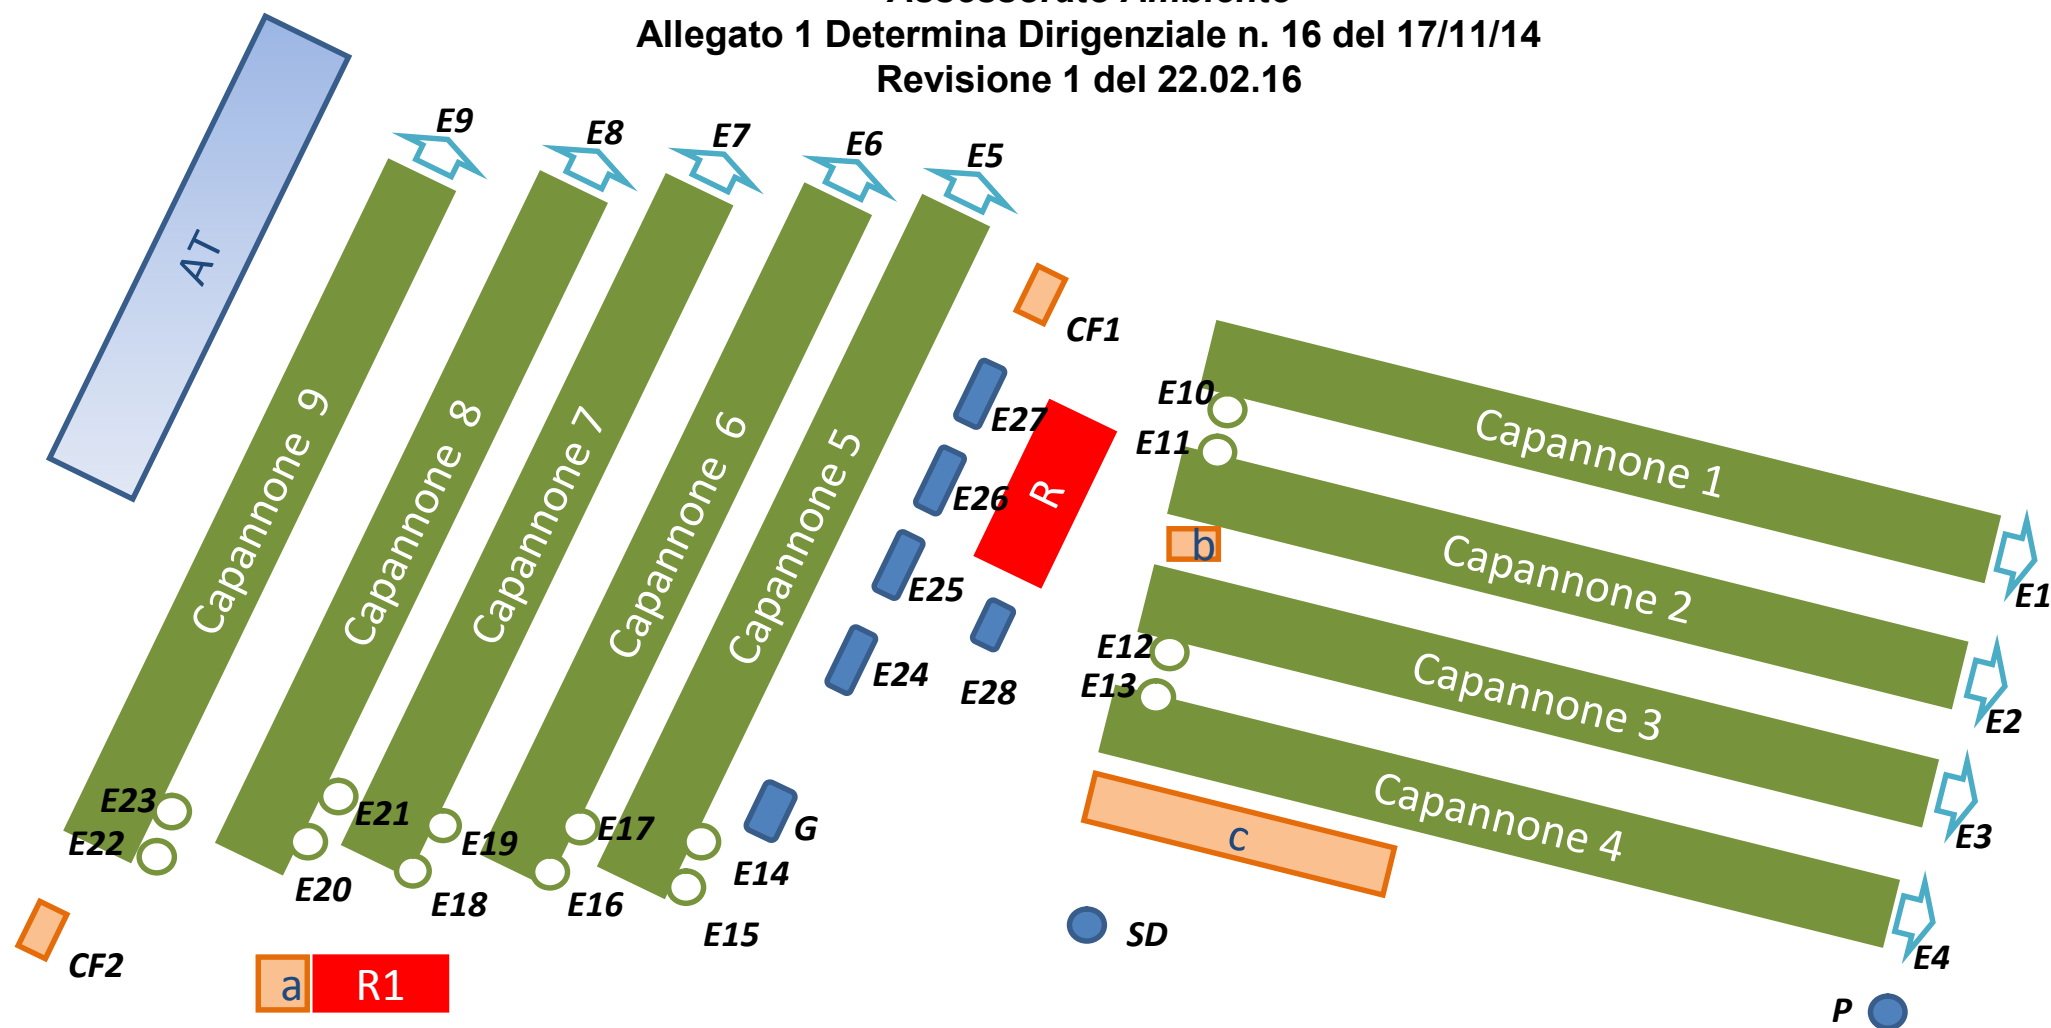 Assessorato Ambiente
Allegato 1 Determina Dirigenziale n. 16 del 17/11/14
Revisione 1 del 22.02.16
E9
E8
E7
E6
E5
AT
CF1
Capannone 9
Capannone 8
Capannone 7
Capannone 6
Capannone 5
E27
E26
E25
E24
E28
R
E10
E11
Capannone 1
Capannone 2
b
E1
E12
E13
Capannone 3
E2
Capannone 4
E3
c
E4
E23
E22
E21
E20
E19
E18
E17
E16
G
E14
E15
SD
CF2
a
R1
P